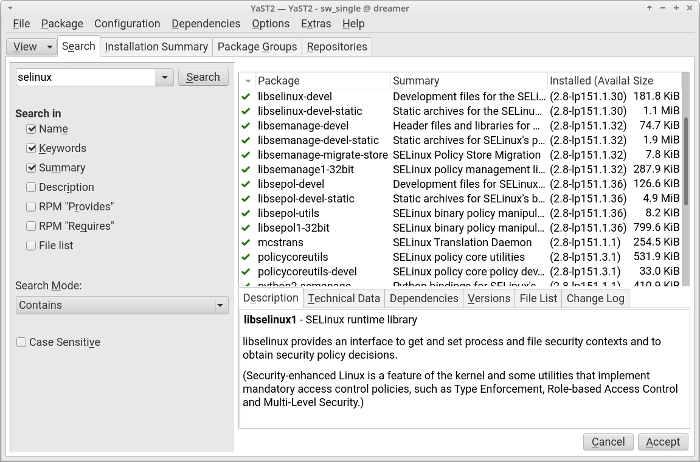 YaST2 — YaST2 - sw_single @ dreamer
File Package Configuration Dependencies Options Extras Help
View Search Installation Summary Package Groups Repositories
selinux Search
Search in
Name
Keywords
Summary
Description
RPM "Provides"
RPM "Requires"
File list
Search Mode:
Contains
Case Sensitive
Package Summary Installed (Availal Size
libselinux-devel Development files for the SELi... (2.8-lp151.1.30) 181.8 KiB
libselinux-devel-static Static archives for the SELinu... (2.8-lp151.1.30) 1.1 MiB
libsemanage-devel Header files and libraries for ... (2.8-lp151.1.32) 74.7 KiB
libsemanage-devel-static Static archives for SELinux's p... (2.8-lp151.1.32) 1.9 MiB
libsemanage-migrate-store SELinux Policy Store Migration (2.8-lp151.1.32) 7.8 KiB
libsemanage1-32bit SELinux policy management li... (2.8-lp151.1.32) 287.9 KiB
libsepol-devel Development files for SELinux'... (2.8-lp151.1.36) 126.6 KiB
libsepol-devel-static Static archives for SELinux's b... (2.8-lp151.1.36) 4.9 MiB
libsepol-utils SELinux binary policy manipul... (2.8-lp151.1.36) 8.2 KiB
libsepol1-32bit SELinux binary policy manipul... (2.8-lp151.1.36) 799.6 KiB
mcstrans SELinux Translation Daemon (2.8-lp151.1.1) 254.5 KiB
policycoreutils SELinux policy core utilities (2.8-lp151.3.1) 531.9 KiB
policycoreutils-devel SELinux policy core policy dev... (2.8-lp151.3.1) 33.0 KiB
python2-semanage Python bindings for SELinux's ... (2.8-lp151.1.1) 410.9 KiB
Description Technical Data Dependencies Versions File List Change Log
libselinux1 - SELinux runtime library
libselinux provides an interface to get and set process and file security contexts and to
obtain security policy decisions.
(Security-enhanced Linux is a feature of the kernel and some utilities that implement
mandatory access control policies, such as Type Enforcement, Role-based Access Control
and Multi-Level Security.)
Cancel Accept